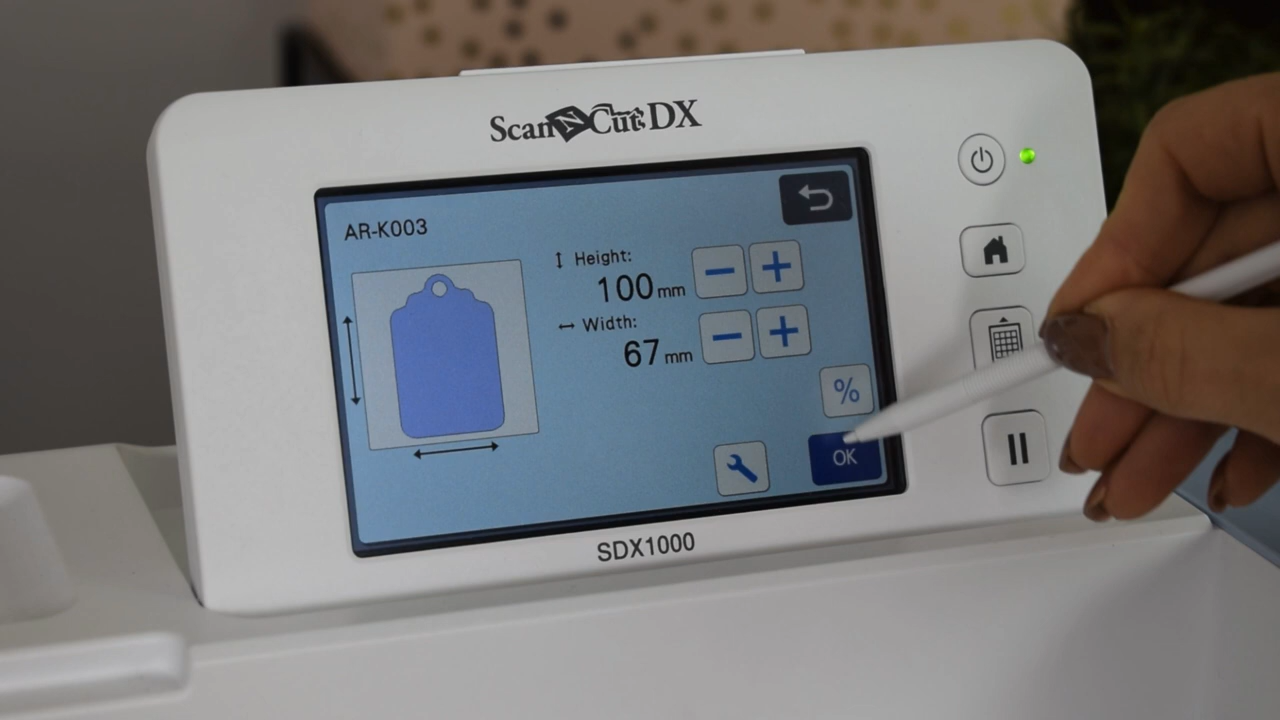 ScanNCut DX
AR-K003
Height:
100 mm
Width:
67 mm
%
OK
SDX1000